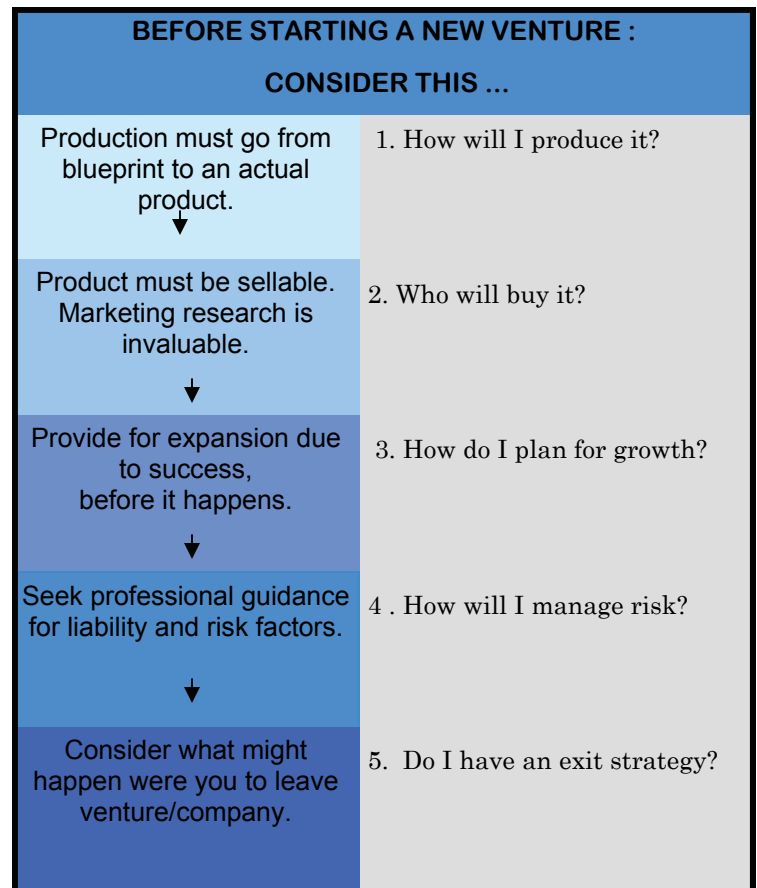 BEFORE STARTING A NEW VENTURE :
CONSIDER THIS ...
Production must go from
blueprint to an actual
product.
1. How will I produce it?
Product must be sellable.
Marketing research is
invaluable.
2. Who will buy it?
Provide for expansion due
to success,
before it happens.
3. How do I plan for growth?
Seek professional guidance
for liability and risk factors.
4 . How will I manage risk?
Consider what might
happen were you to leave
venture/company.
5. Do I have an exit strategy?